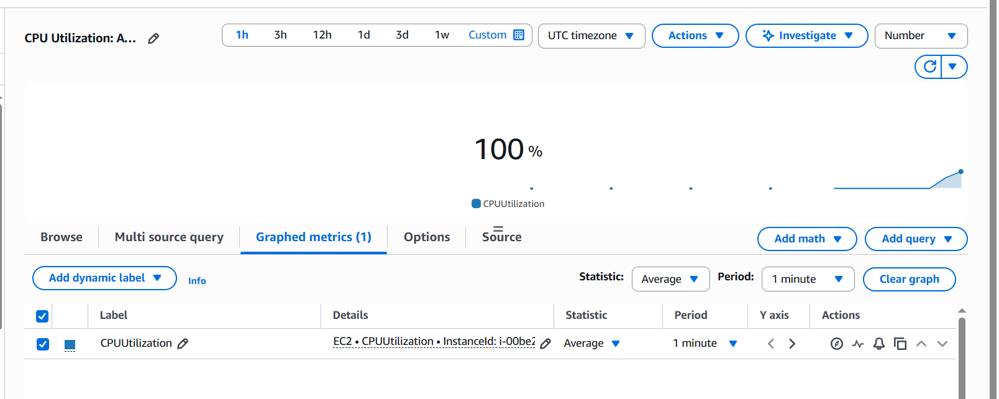 CPU Utilization: A...
1h 3h 12h 1d 3d 1w Custom
UTC timezone
Actions
Investigate
Number
100 %
CPUUtilization
Browse Multi source query Graphed metrics (1) Options Source
Add math
Add query
Add dynamic label
Info
Statistic: Average Period: 1 minute
Clear graph
Label Details Statistic Period Y axis Actions
CPUUtilization EC2 • CPUUtilization • InstanceId: i-00be2 Average 1 minute